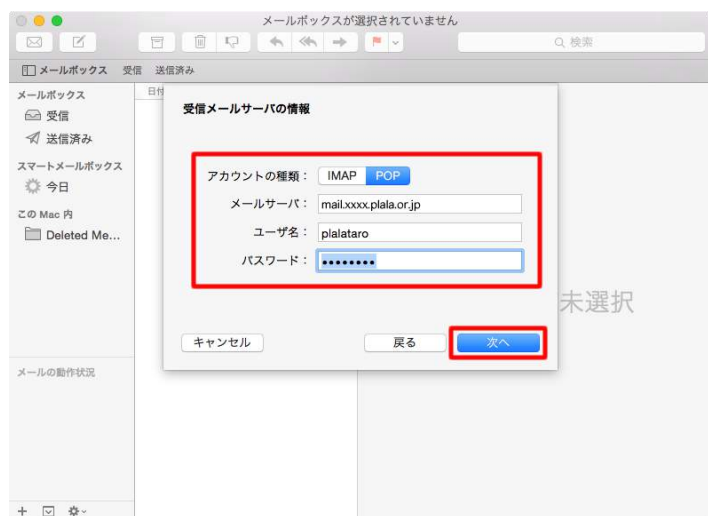 メールボックスが選択されていません
検索
メールボックス 受信 送信済み
メールボックス
受信
送信済み
スマートメールボックス
今日
この Mac 内
Deleted Me...
メールの動作状況
日付
受信メールサーバの情報
アカウントの種類： IMAP POP
メールサーバ： mail.xxxx.plala.or.jp
ユーザ名： plalataro
パスワード： ••••••••
キャンセル 戻る 次へ
未選択